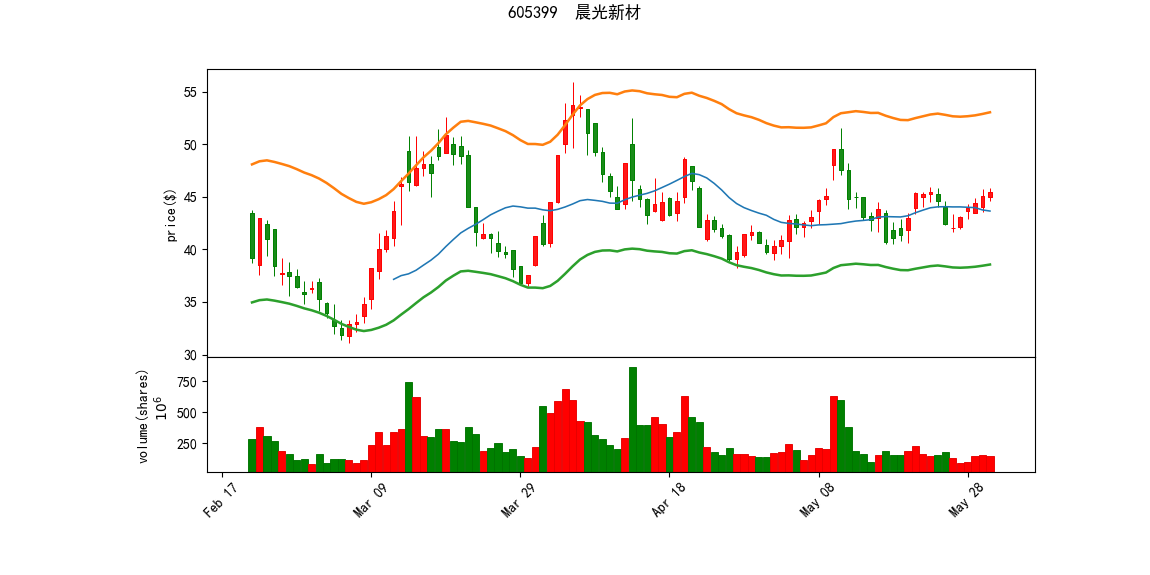 605399 晨光新材
price($)
55
50
45
40
35
30
volume(shares)
10^6
750
500
250
Feb 17
Mar 09
Mar 29
Apr 18
May 08
May 28